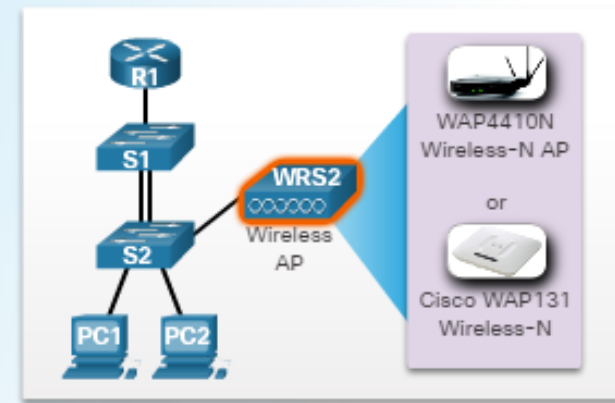 R1
S1
WRS2
S2
Wireless
AP
PC1
PC2
WAP4410N
Wireless-N AP
or
Cisco WAP131
Wireless-N